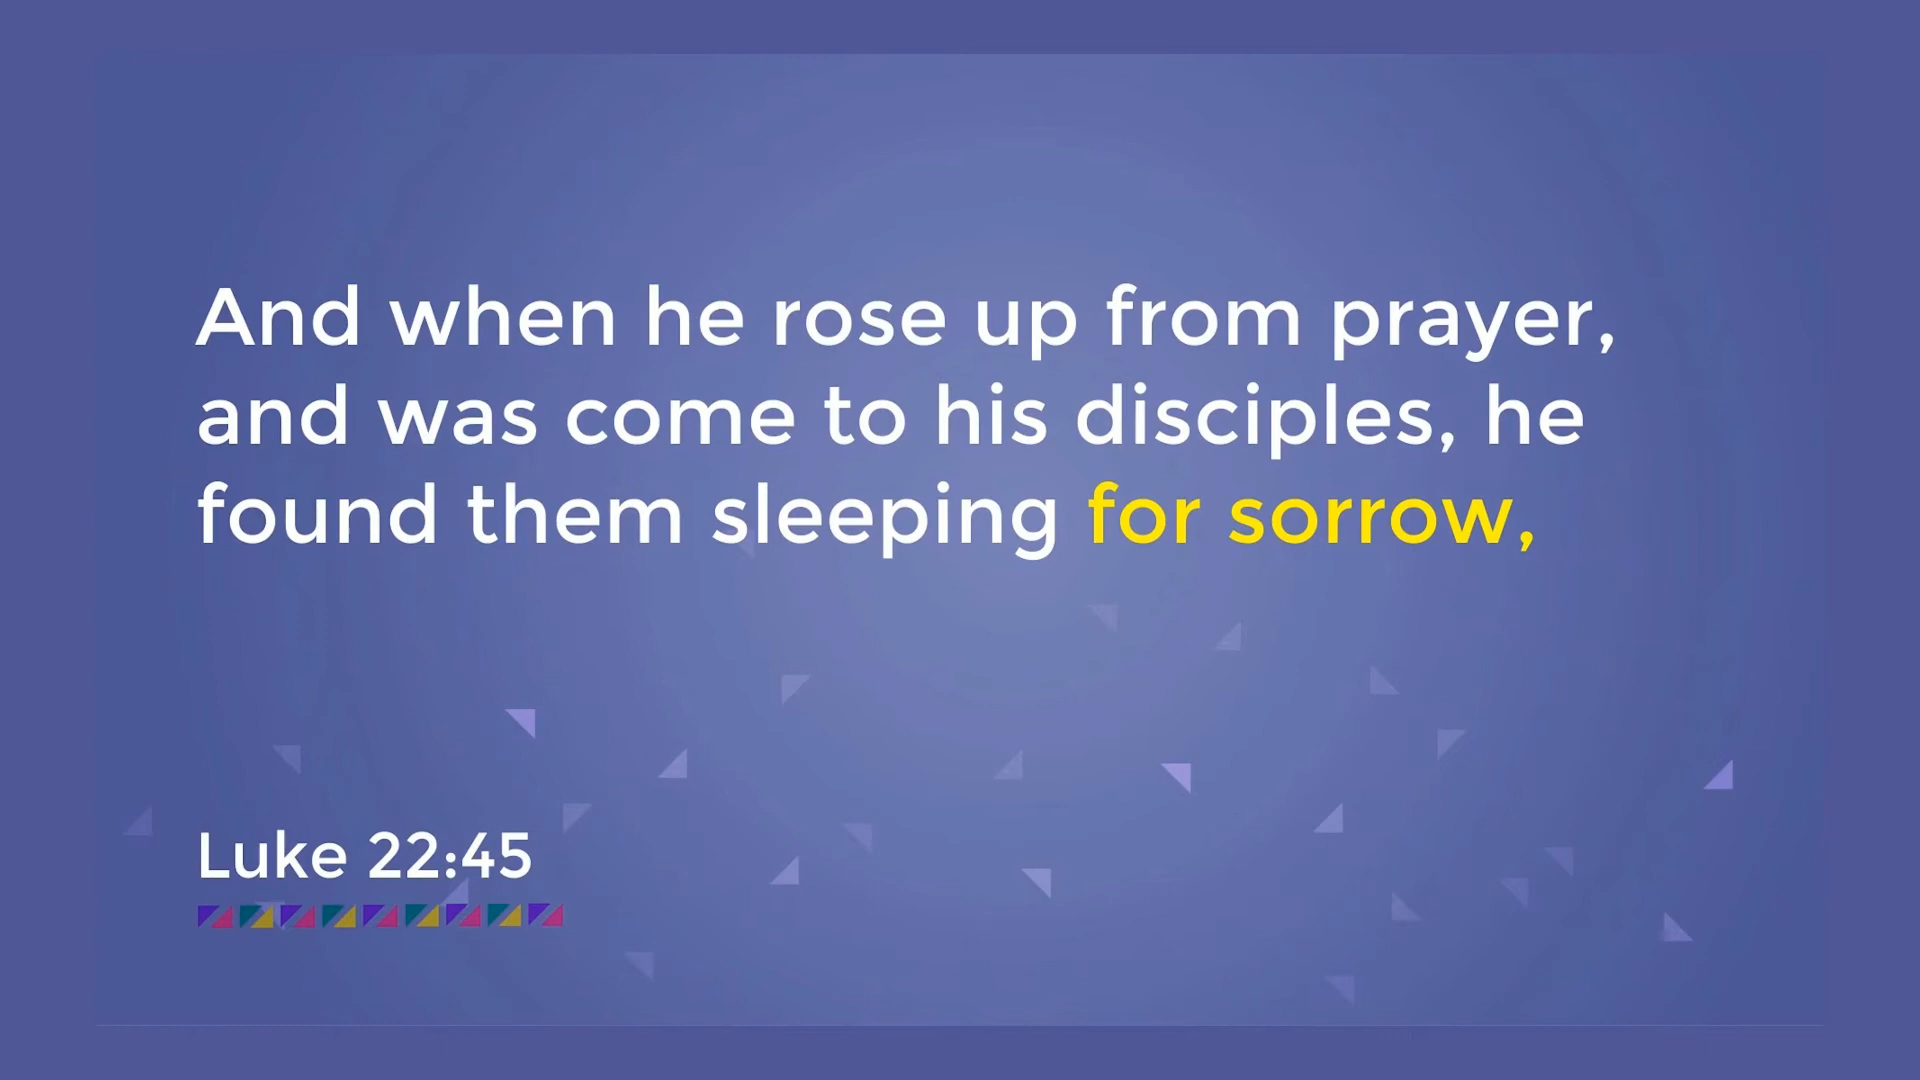 And when he rose up from prayer,
and was come to his disciples, he
found them sleeping for sorrow,
Luke 22:45